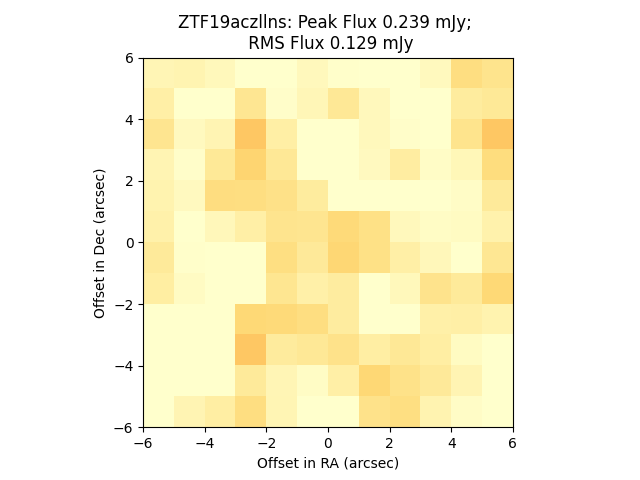 ZTF19aczllns: Peak Flux 0.239 mJy;
RMS Flux 0.129 mJy
6
4
2
0
−2
−4
−6
Offset in Dec (arcsec)
−6 −4 −2 0 2 4 6
Offset in RA (arcsec)